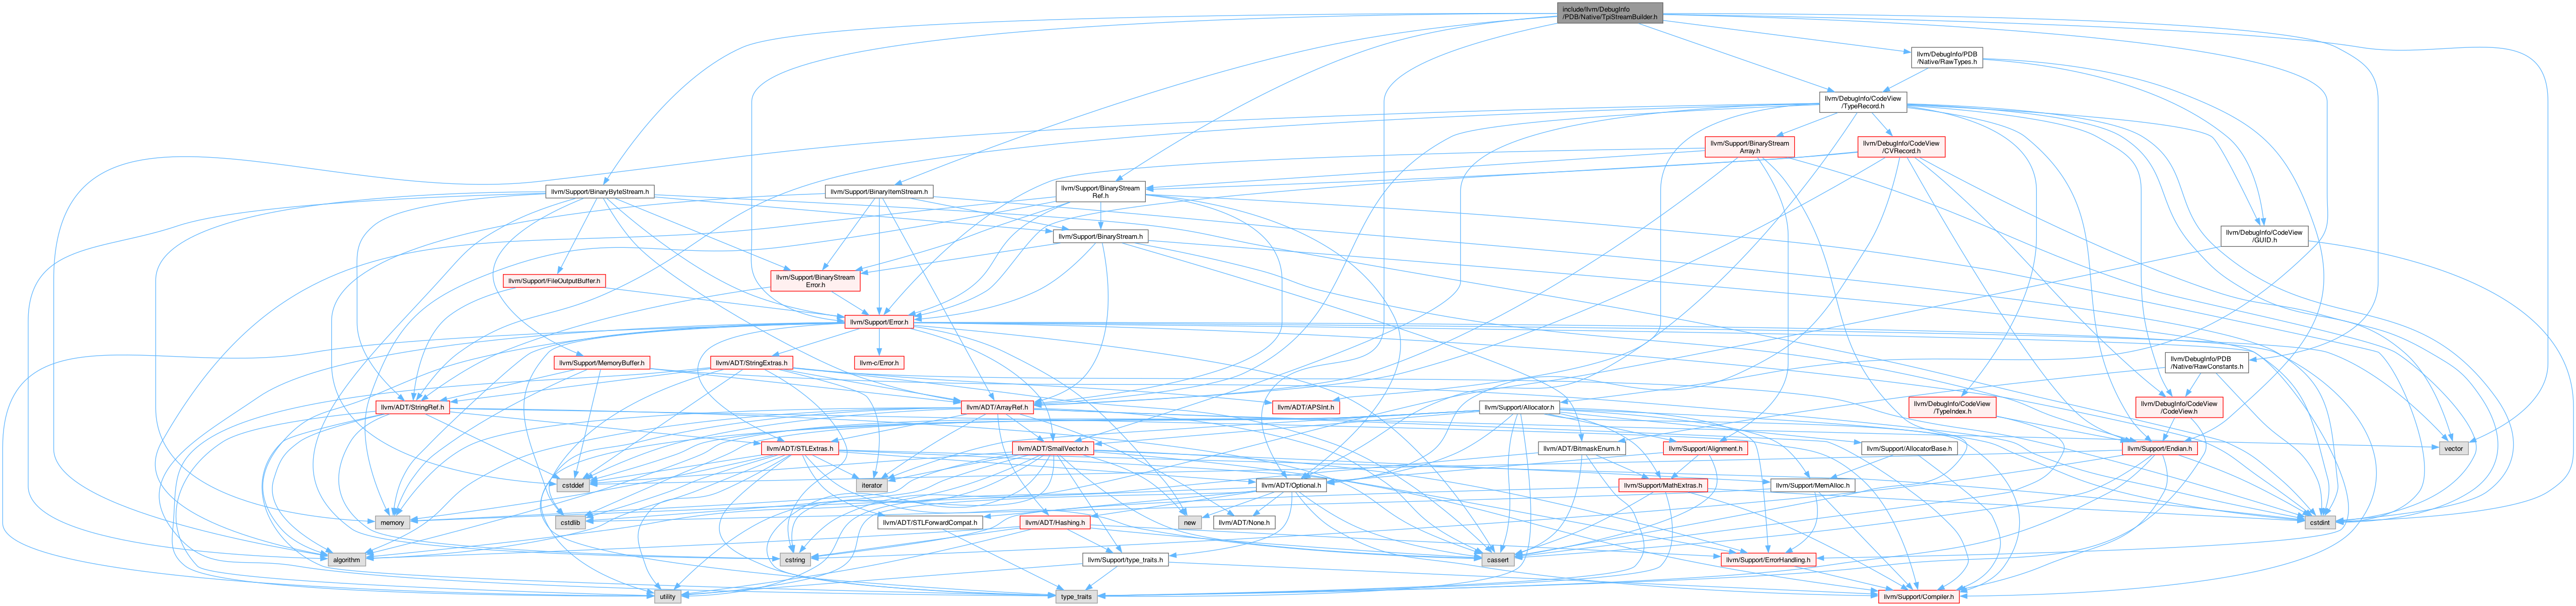 include/llvm/DebugInfo
/PDB/Native/TpiStreamBuilder.h
llvm/DebugInfo/PDB
/Native/RawTypes.h
llvm/DebugInfo/CodeView
/TypeRecord.h
llvm/Support/BinaryStream
Array.h
llvm/DebugInfo/CodeView
/CVRecord.h
llvm/Support/BinaryByteStream.h
llvm/Support/BinaryItemStream.h
llvm/Support/BinaryStream
Ref.h
llvm/Support/BinaryStream.h
llvm/DebugInfo/CodeView
/GUID.h
llvm/Support/FileOutputBuffer.h
llvm/Support/BinaryStream
Error.h
llvm/Support/Error.h
llvm/Support/MemoryBuffer.h
llvm/ADT/StringExtras.h
llvm-c/Error.h
llvm/DebugInfo/PDB
/Native/RawConstants.h
llvm/ADT/StringRef.h
llvm/ADT/ArrayRef.h
llvm/ADT/APSInt.h
llvm/Support/Allocator.h
llvm/DebugInfo/CodeView
/TypeIndex.h
llvm/DebugInfo/CodeView
/CodeView.h
llvm/ADT/STLExtras.h
llvm/ADT/SmallVector.h
llvm/ADT/BitmaskEnum.h
llvm/Support/Alignment.h
llvm/Support/AllocatorBase.h
llvm/Support/Endian.h
vector
cstddef
iterator
llvm/ADT/Optional.h
llvm/Support/MathExtras.h
llvm/Support/MemAlloc.h
memory
cstdlib
llvm/ADT/STLForwardCompat.h
llvm/ADT/Hashing.h
new
llvm/ADT/None.h
cstdint
algorithm
cstring
llvm/Support/type_traits.h
cassert
llvm/Support/ErrorHandling.h
utility
type_traits
llvm/Support/Compiler.h